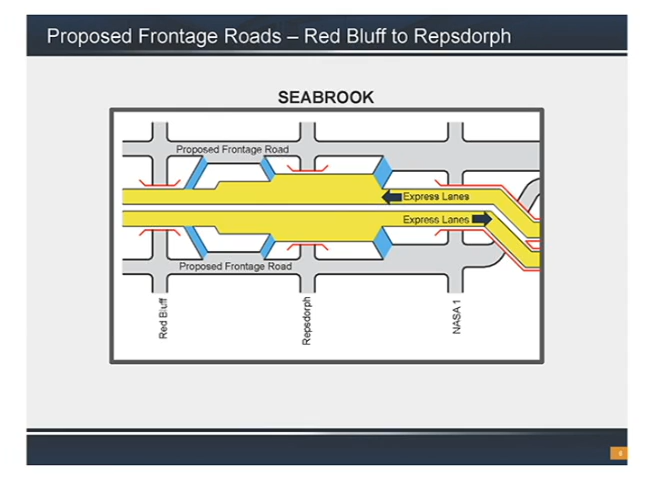 Proposed Frontage Roads – Red Bluff to Repsdorph
SEABROOK
Proposed Frontage Road
Express Lanes
Express Lanes
Proposed Frontage Road
Red Bluff
Repsdorph
NASA 1
6